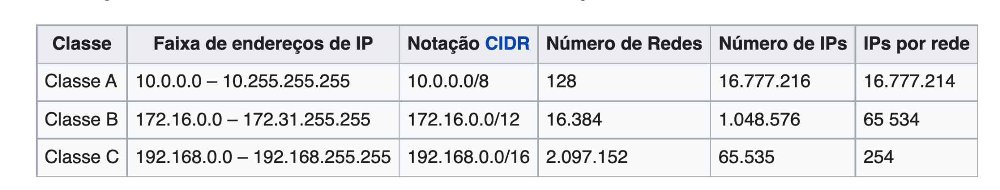 Classe Faixa de endereços de IP Notação CIDR Número de Redes Número de IPs IPs por rede
Classe A 10.0.0.0 – 10.255.255.255 10.0.0.0/8 128 16.777.216 16.777.214
Classe B 172.16.0.0 – 172.31.255.255 172.16.0.0/12 16.384 1.048.576 65 534
Classe C 192.168.0.0 – 192.168.255.255 192.168.0.0/16 2.097.152 65.535 254